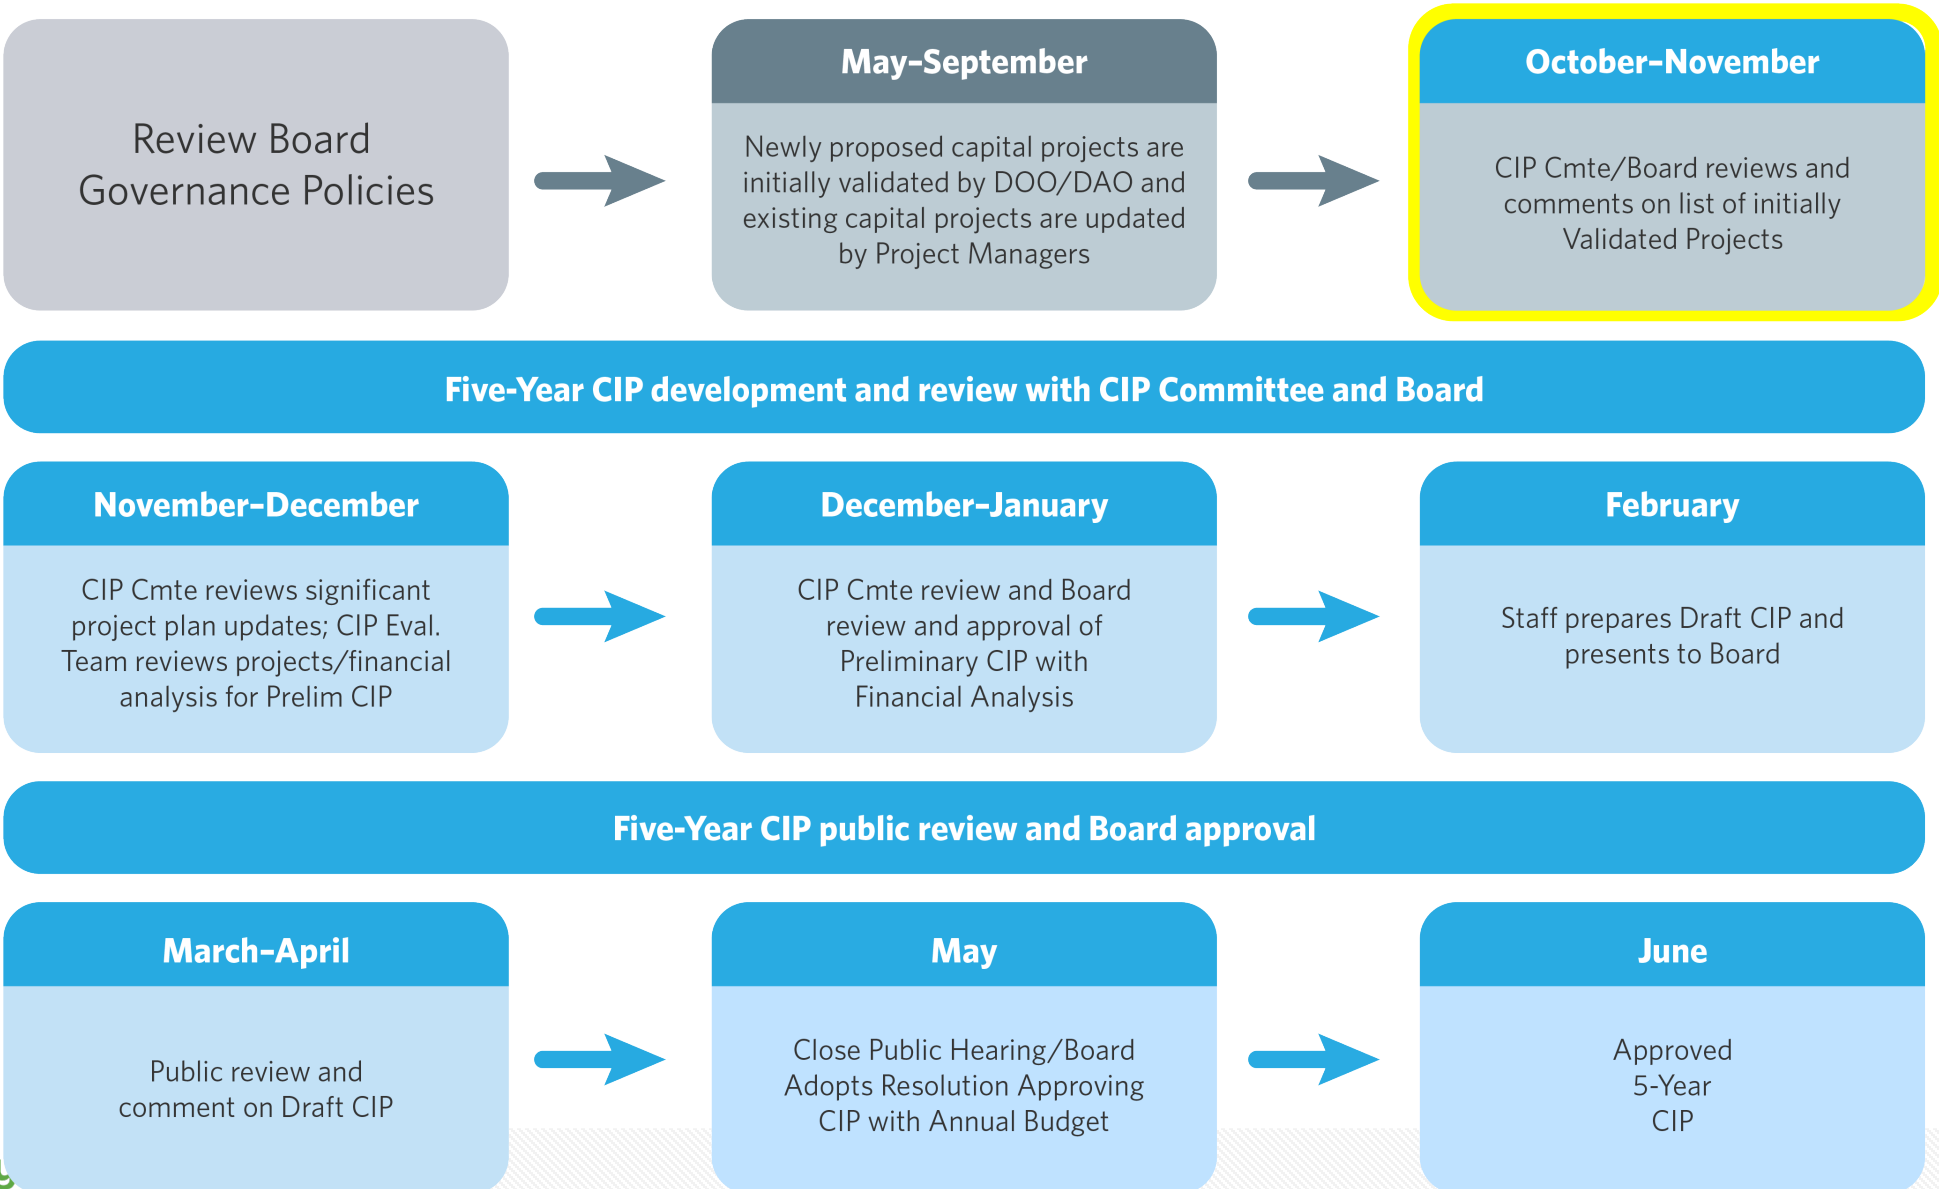 Review Board
Governance Policies
May–September
Newly proposed capital projects are
initially validated by DOO/DAO and
existing capital projects are updated
by Project Managers
October–November
CIP Cmte/Board reviews and
comments on list of initially
Validated Projects
Five-Year CIP development and review with CIP Committee and Board
November–December
CIP Cmte reviews significant
project plan updates; CIP Eval.
Team reviews projects/financial
analysis for Prelim CIP
December–January
CIP Cmte review and Board
review and approval of
Preliminary CIP with
Financial Analysis
February
Staff prepares Draft CIP and
presents to Board
Five-Year CIP public review and Board approval
March–April
Public review and
comment on Draft CIP
May
Close Public Hearing/Board
Adopts Resolution Approving
CIP with Annual Budget
June
Approved
5-Year
CIP